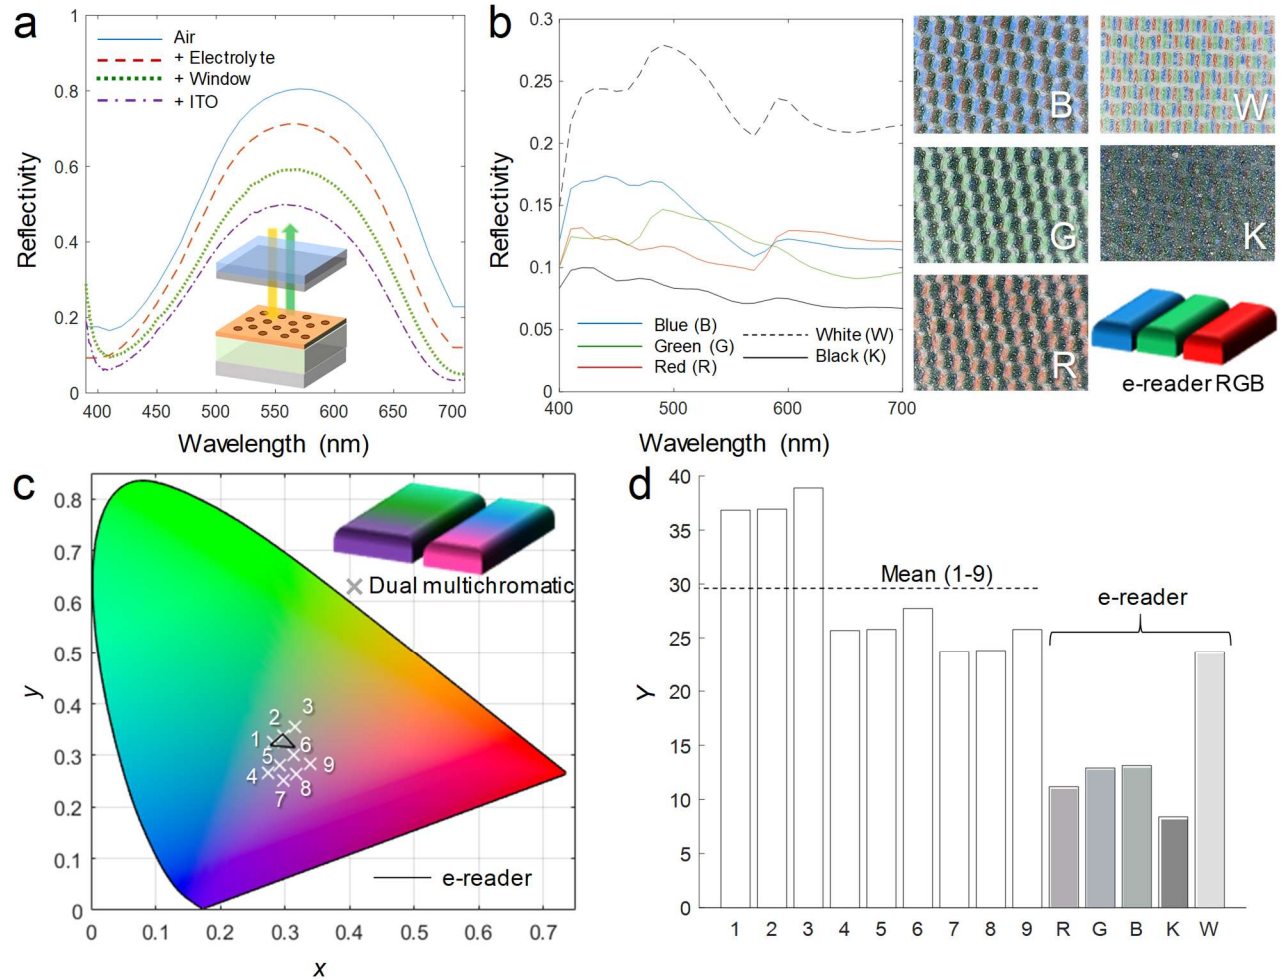 a
1
0.8
0.6
0.4
0.2
0
Reflectivity
Air
+ Electrolyte
+ Window
+ ITO
400
450
500
550
600
650
700
Wavelength (nm)
b
0.3
0.25
0.2
0.15
0.1
0.05
0
Reflectivity
Blue (B)
Green (G)
Red (R)
White (W)
Black (K)
400
500
600
700
Wavelength (nm)
B
W
G
K
R
e-reader RGB
c
0.8
0.7
0.6
0.5
0.4
0.3
0.2
0.1
0
y
Dual multichromatic
1
2
3
4
5
6
7
8
9
e-reader
0
0.1
0.2
0.3
0.4
0.5
0.6
0.7
x
d
40
35
30
25
20
15
10
5
0
Y
Mean (1-9)
e-reader
1 2 3 4 5 6 7 8 9 R G B K W